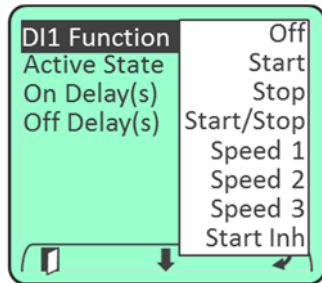 DI1 Function Off
Active State Start
On Delay(s) Stop
Off Delay(s) Start/Stop
Speed 1
Speed 2
Speed 3
Start Inh